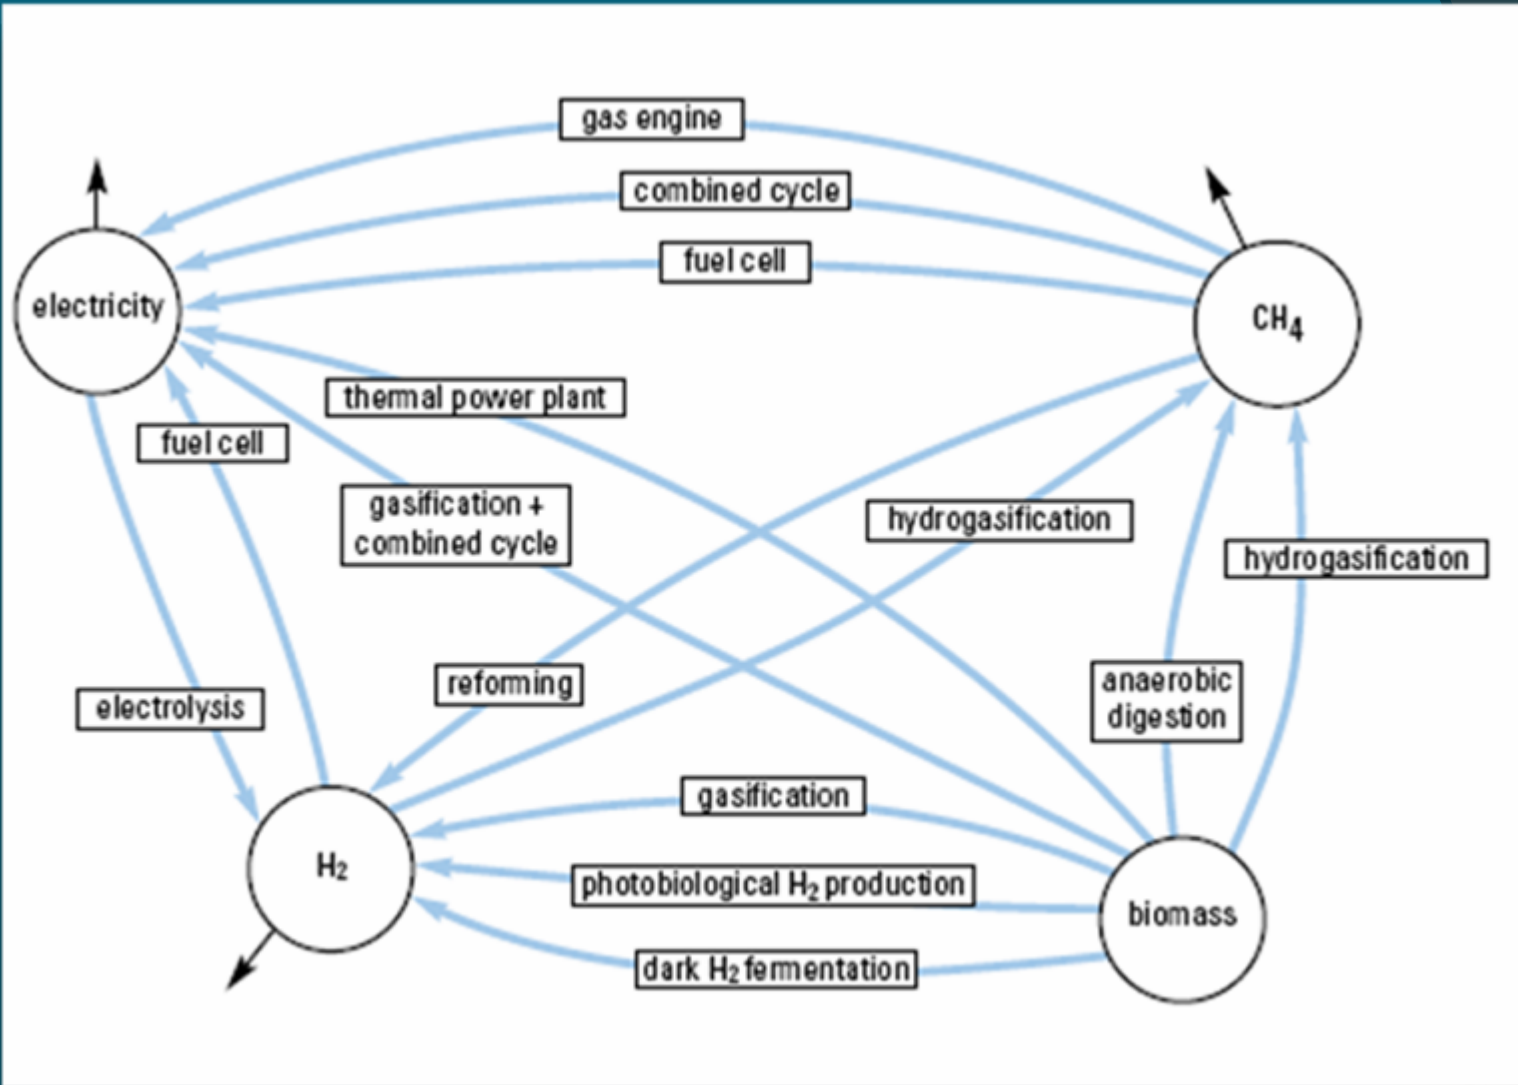 gas engine
combined cycle
fuel cell
electricity
CH4
thermal power plant
fuel cell
gasification +
combined cycle
hydrogasification
hydrogasification
reforming
anaerobic
digestion
electrolysis
gasification
H2
photobiological H2 production
biomass
dark H2 fermentation